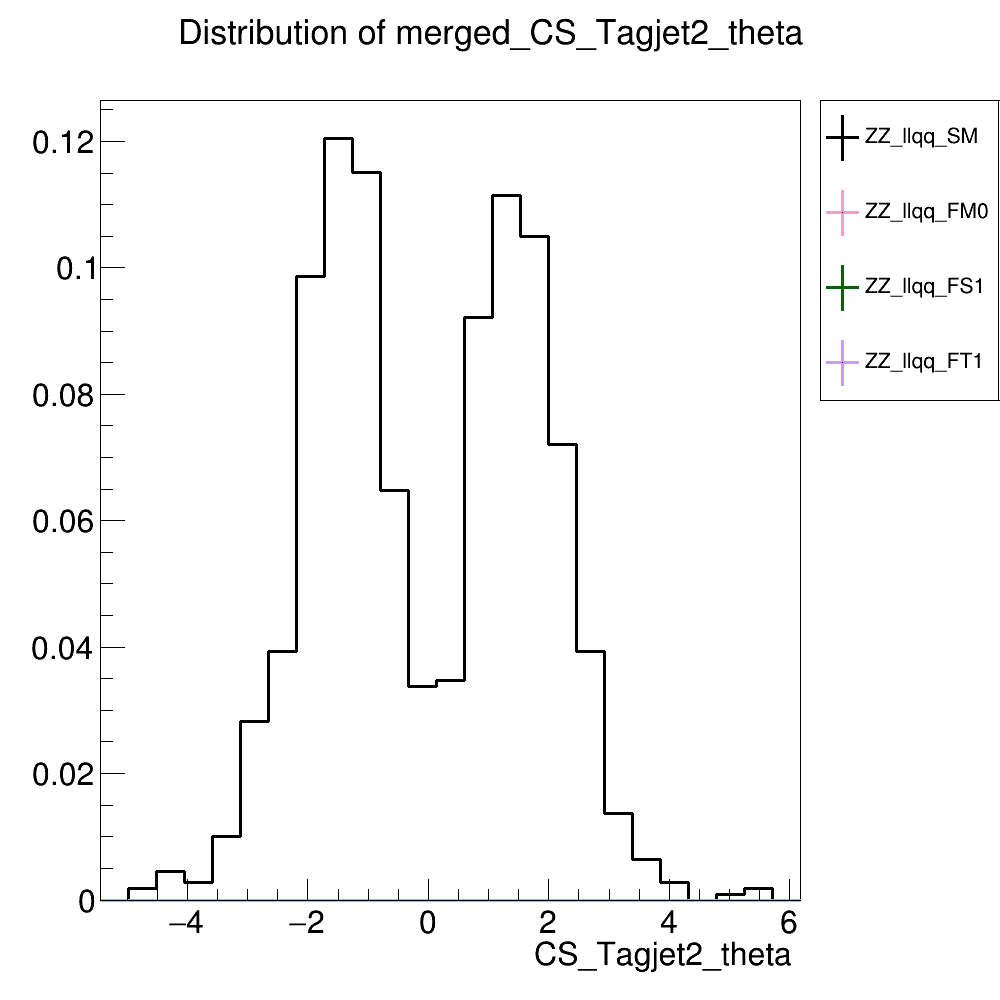 Distribution of merged_CS_Tagjet2_theta
0.12
0.1
0.08
0.06
0.04
0.02
0
−4
−2
0
2
4
6
CS_Tagjet2_theta
ZZ_llqq_SM
ZZ_llqq_FM0
ZZ_llqq_FS1
ZZ_llqq_FT1